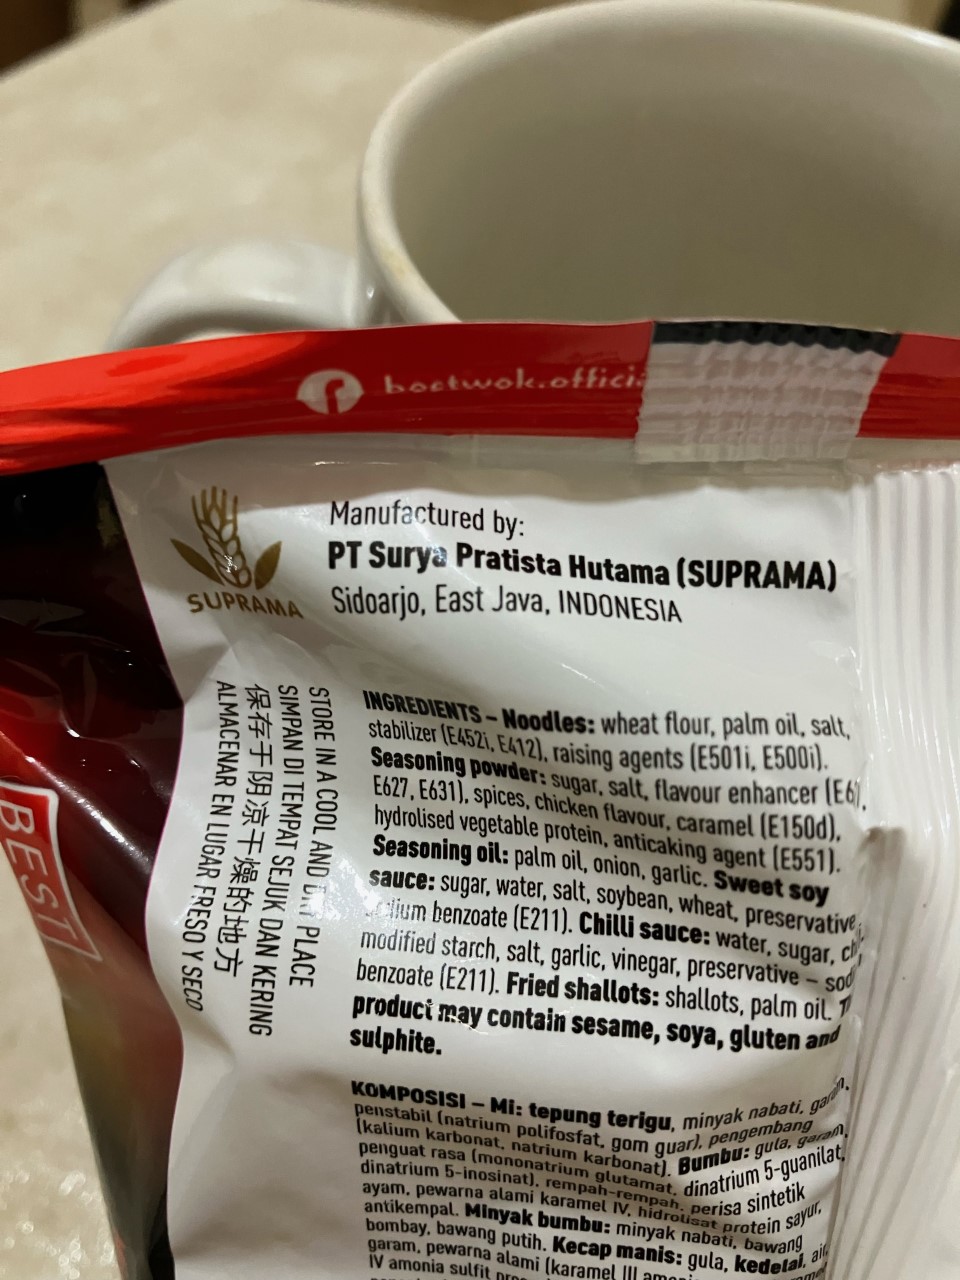 bestwok.offici
Manufactured by:
PT Surya Pratista Hutama (SUPRAMA)
Sidoarjo, East Java, INDONESIA
SUPRAMA
STORE IN A COOL AND DRY PLACE
SIMPAN DI TEMPAT SEJUK DAN KERING
保存于阴凉干燥的地方
ALMACENAR EN LUGAR FRESO Y SECO
BEST
INGREDIENTS – Noodles: wheat flour, palm oil, salt,
stabilizer (E452i, E412), raising agents (E501i, E500i).
Seasoning powder: sugar, salt, flavour enhancer
E627, E631), spices, chicken flavour, caramel (E150d),
hydrolised vegetable protein, anticaking agent (E551).
Seasoning oil: palm oil, onion, garlic. Sweet soy
sauce: sugar, water, salt, soybean, wheat, preservative
benzoate (E211). Chilli sauce: water, sugar,
modified starch, salt, garlic, vinegar, preservative –
benzoate (E211). Fried shallots: shallots, palm oil.
product may contain sesame, soya, gluten and
sulphite.
KOMPOSISI – Mi: tepung terigu, minyak nabati, garam,
penstabil (natrium polifosfat, gom guar), pengembang
(kalium karbonat, natrium karbonat). Bumbu: gula, garam,
penguat rasa (mononatrium glutamat, dinatrium 5-guanilat,
dinatrium 5-inosinat), rempah-rempah, perisa sintetik
ayam, pewarna alami karamel IV, hidrolisat protein sayur,
antikempal. Minyak bumbu: minyak nabati, bawang
bombay, bawang putih. Kecap manis: gula, kedelai, air,
garam, pewarna alami (karamel III
IV amonia sulfit